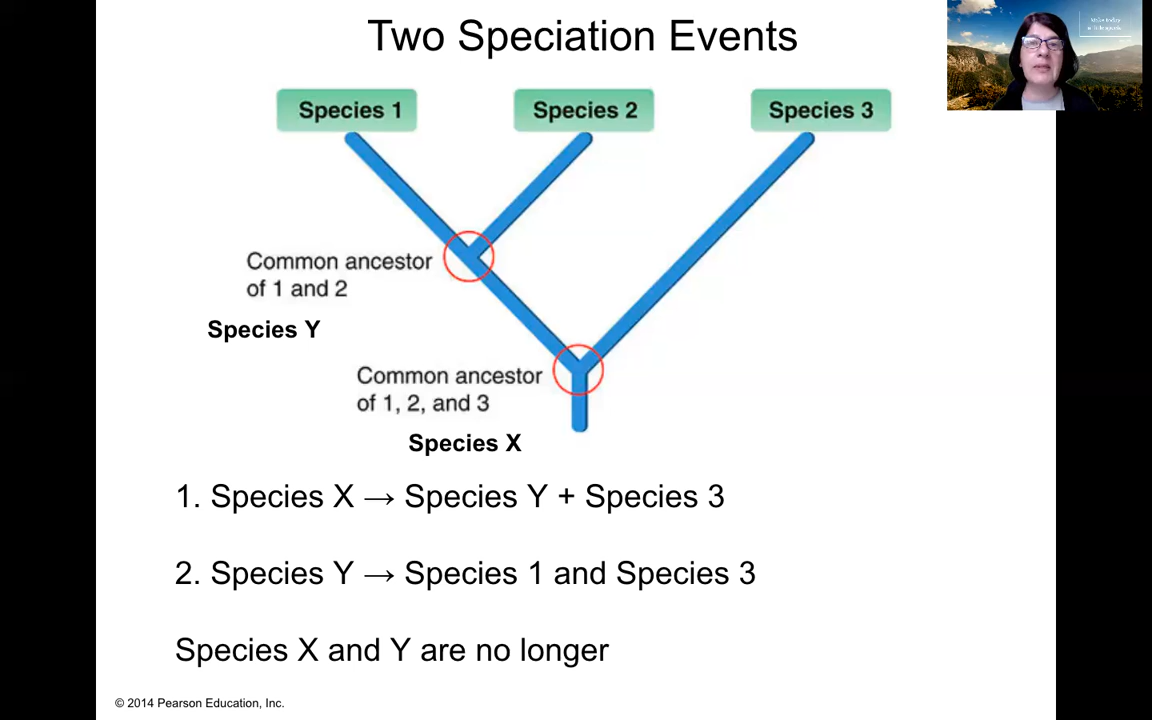 Two Speciation Events
Species 1
Species 2
Species 3
Common ancestor
of 1 and 2
Species Y
Common ancestor
of 1, 2, and 3
Species X
1. Species X → Species Y + Species 3
2. Species Y → Species 1 and Species 3
Species X and Y are no longer
© 2014 Pearson Education, Inc.